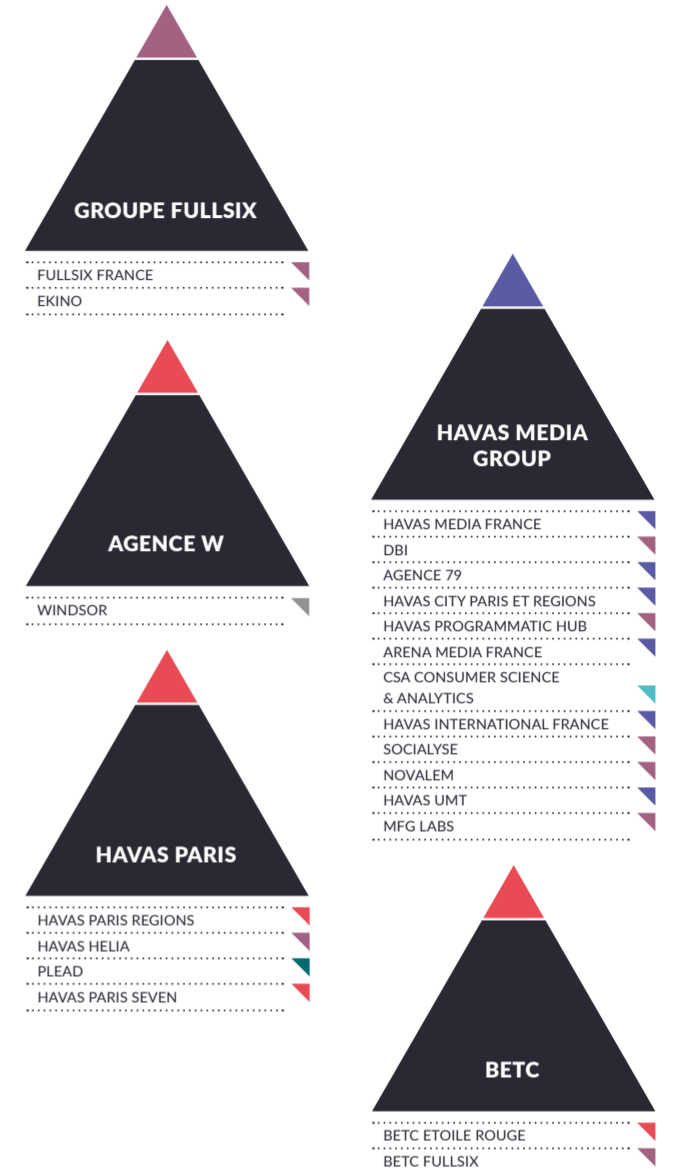 GROUPE FULLSIX
FULLSIX FRANCE
EKINO
AGENCE W
WINDSOR
HAVAS PARIS
HAVAS PARIS REGIONS
HAVAS HELIA
PLEAD
HAVAS PARIS SEVEN
HAVAS MEDIA
GROUP
HAVAS MEDIA FRANCE
DBI
AGENCE 79
HAVAS CITY PARIS ET REGIONS
HAVAS PROGRAMMATIC HUB
ARENA MEDIA FRANCE
CSA CONSUMER SCIENCE
& ANALYTICS
HAVAS INTERNATIONAL FRANCE
SOCIALYSE
NOVALEM
HAVAS UMT
MFG LABS
BETC
BETC ETOILE ROUGE
BETC FULLSIX